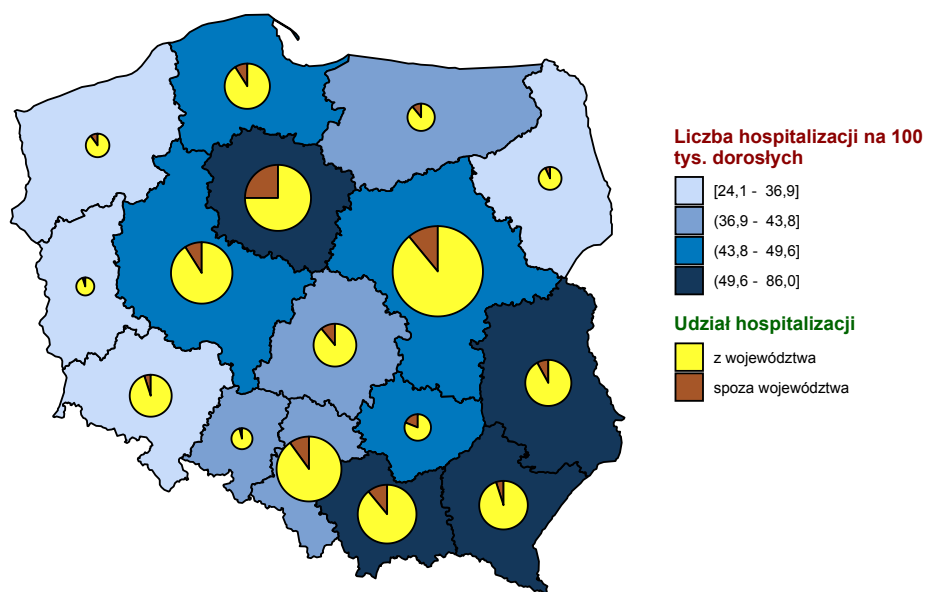 Liczba hospitalizacji na 100
tys. dorosłych
[24,1 - 36,9]
(36,9 - 43,8]
(43,8 - 49,6]
(49,6 - 86,0]
Udział hospitalizacji
z województwa
spoza województwa